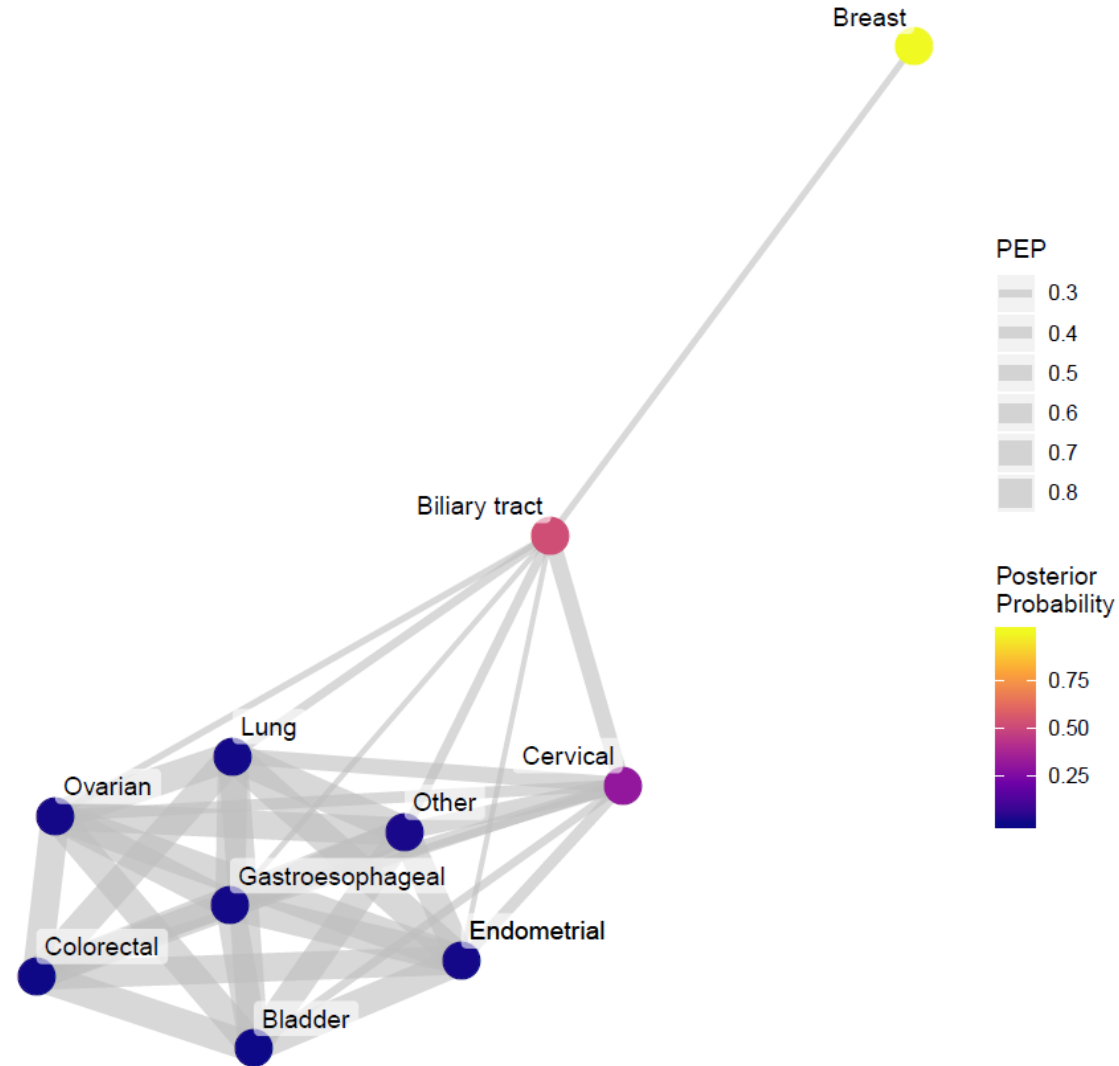 Breast
PEP
0.3
0.4
0.5
0.6
0.7
0.8
Biliary tract
Posterior
Probability
0.75
0.50
0.25
Lung
Cervical
Ovarian
Other
Gastroesophageal
Endometrial
Colorectal
Bladder